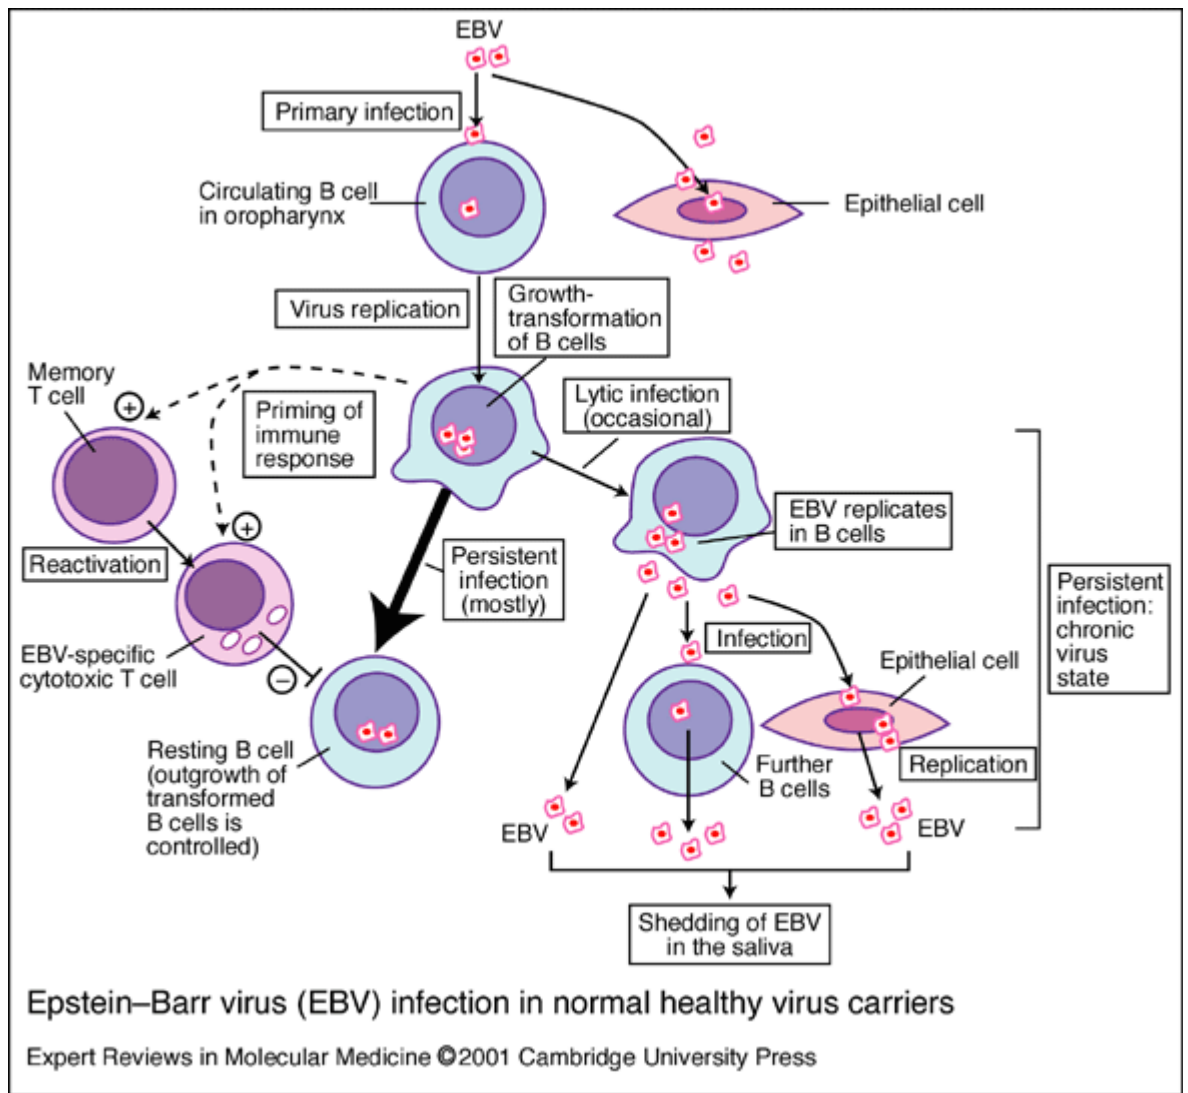 EBV
Primary infection
Circulating B cell
in oropharynx
Epithelial cell
Virus replication
Growth-
transformation
of B cells
Memory
T cell
+
Priming of
immune
response
Lytic infection
(occasional)
EBV replicates
in B cells
+
Reactivation
Persistent
infection
(mostly)
Persistent
infection:
chronic
virus
state
Infection
EBV-specific
cytotoxic T cell
−
Epithelial cell
Resting B cell
(outgrowth of
transformed
B cells is
controlled)
Further
B cells
Replication
EBV
EBV
Shedding of EBV
in the saliva
Epstein–Barr virus (EBV) infection in normal healthy virus carriers
Expert Reviews in Molecular Medicine ©2001 Cambridge University Press